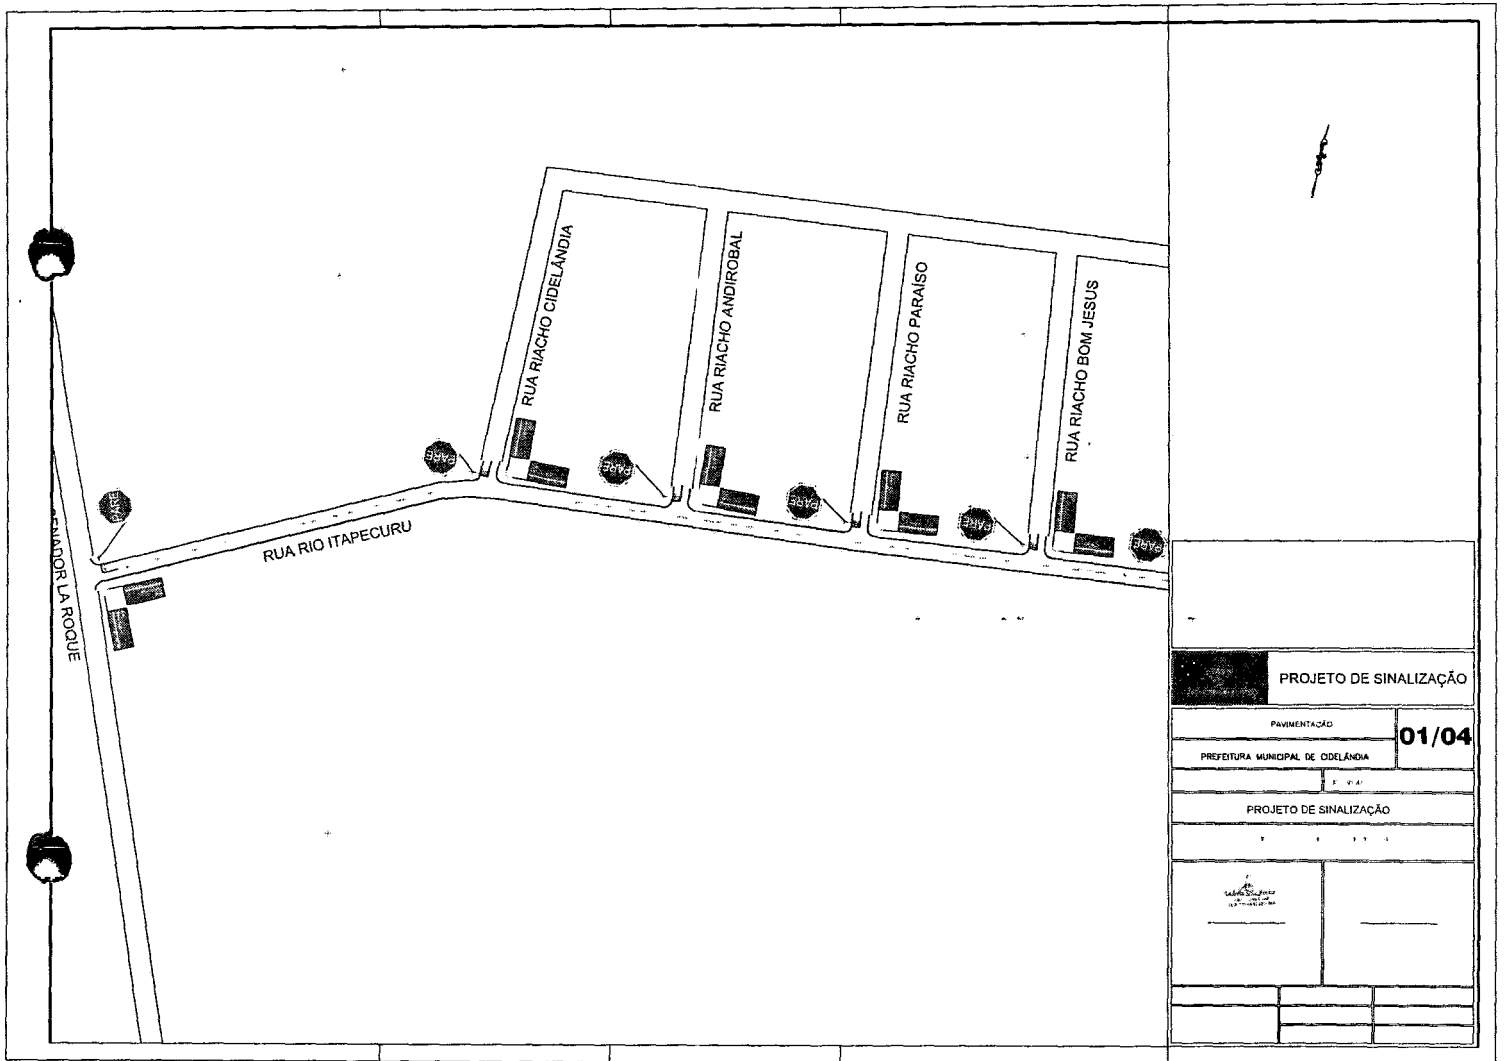 RUA RIACHO CIDELÂNDIA
RUA RIACHO ANDIROBAL
RUA RIACHO PARAÍSO
RUA RIACHO BOM JESUS
PARE
PARE
PARE
PARE
PARE
PARE
RUA RIO ITAPECURU
SENADOR LA ROQUE
PROJETO DE SINALIZAÇÃO
PAVIMENTAÇÃO
01/04
PREFEITURA MUNICIPAL DE CIDELÂNDIA
PROJETO DE SINALIZAÇÃO